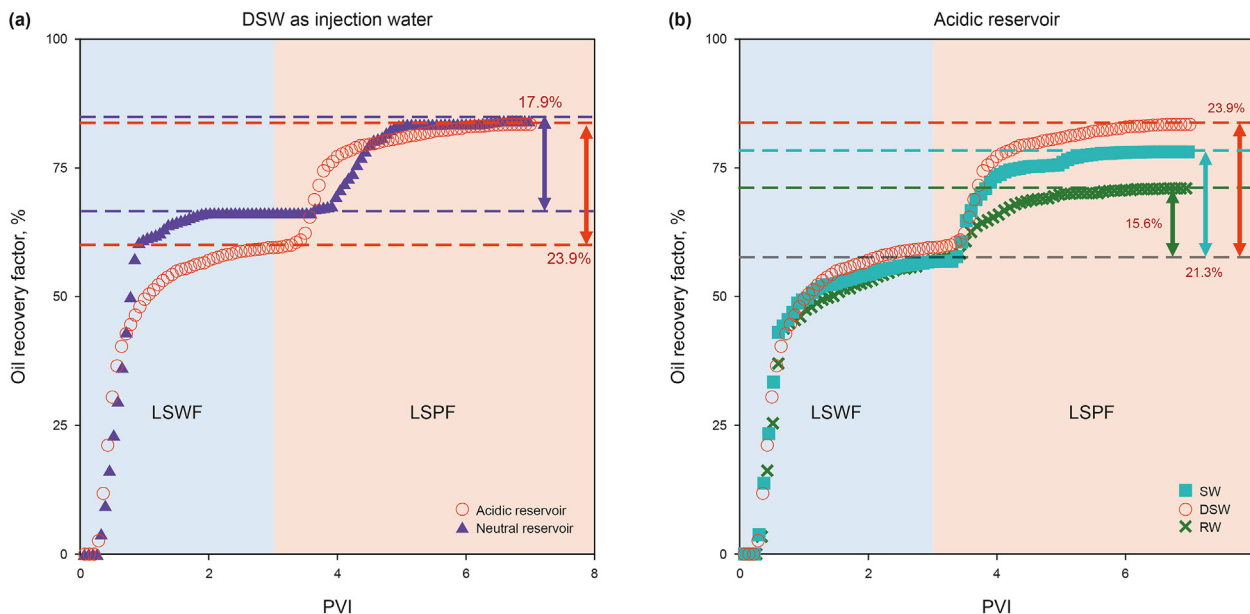 (a)
DSW as injection water
100
75
50
25
0
0
2
4
6
8
Oil recovery factor, %
PVI
LSWF
LSPF
17.9%
23.9%
Acidic reservoir
Neutral reservoir
(b)
Acidic reservoir
100
75
50
25
0
0
2
4
6
Oil recovery factor, %
PVI
LSWF
LSPF
23.9%
15.6%
21.3%
SW
DSW
RW